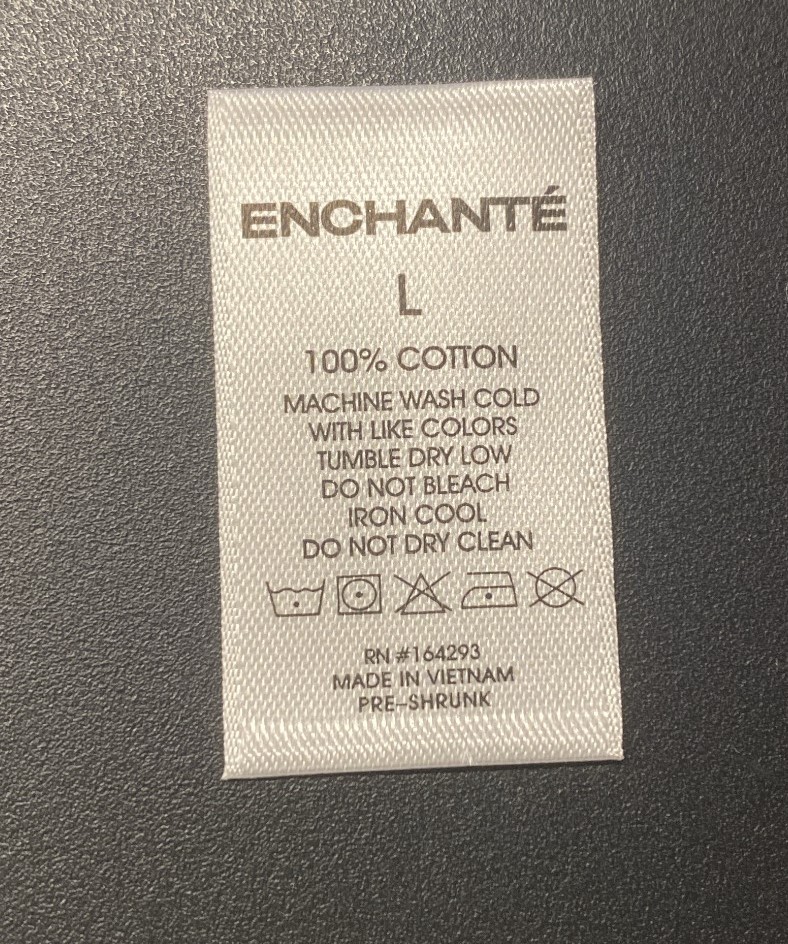 ENCHANTÉ
L
100% COTTON
MACHINE WASH COLD
WITH LIKE COLORS
TUMBLE DRY LOW
DO NOT BLEACH
IRON COOL
DO NOT DRY CLEAN
RN #164293
MADE IN VIETNAM
PRE-SHRUNK